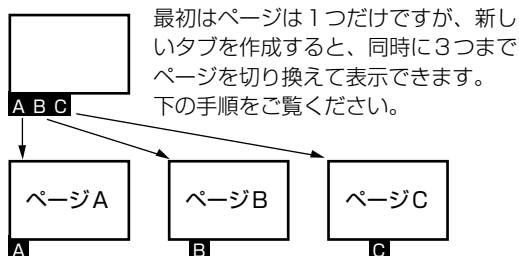 最初はページは１つだけですが、新し
いタブを作成すると、同時に３つまで
ページを切り換えて表示できます。
下の手順をご覧ください。
A B C
ページA
ページB
ページC
A
B
C